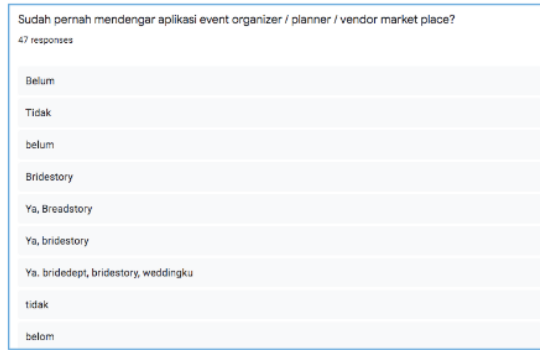 Sudah pernah mendengar aplikasi event organizer / planner / vendor market place?
47 responses
Belum
Tidak
belum
Bridestory
Ya, Breadstory
Ya, bridestory
Ya. bridedept, bridestory, weddingku
tidak
belom